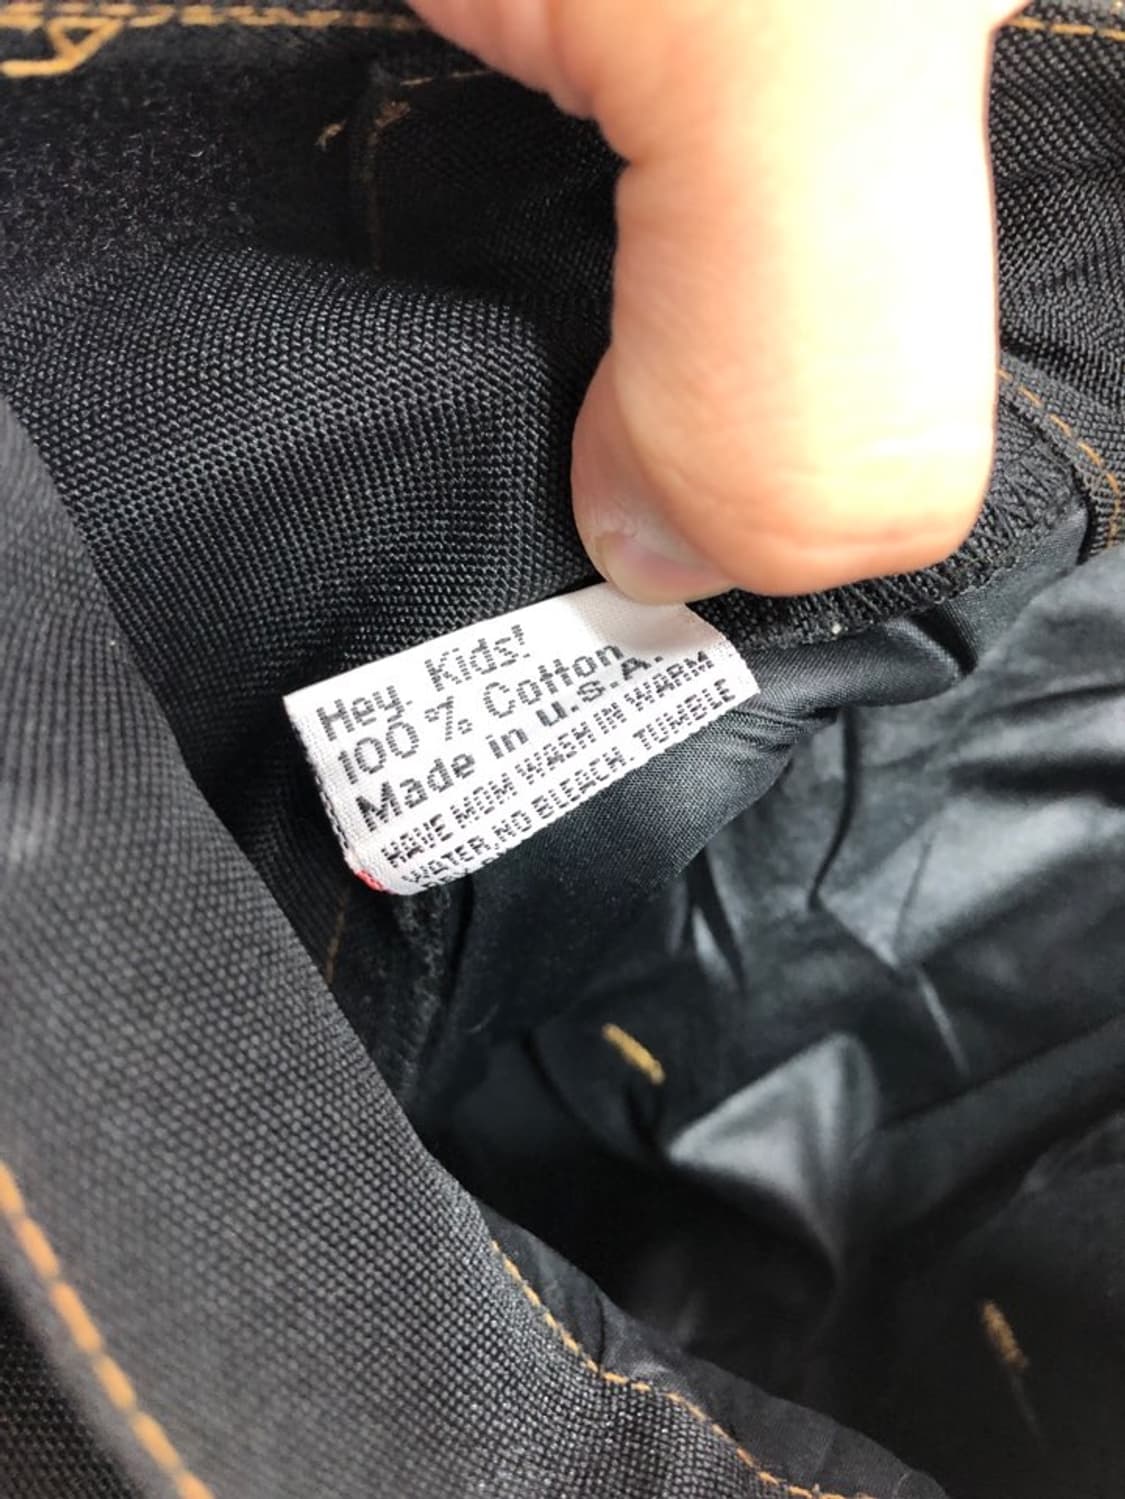 Hey. Kids!
100 % Cotton
Made in U.S.A.
HAVE MOM WASH IN WARM
WATER, NO BLEACH. TUMBLE